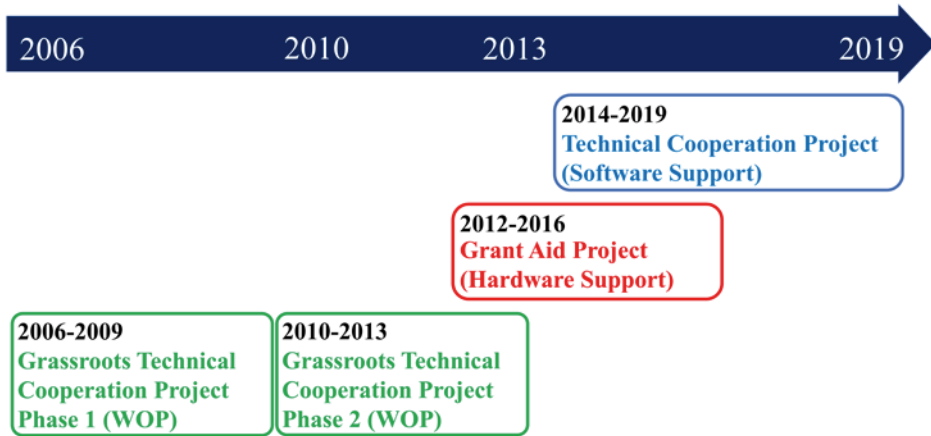 2006 2010 2013 2019
2014-2019
Technical Cooperation Project
(Software Support)
2012-2016
Grant Aid Project
(Hardware Support)
2006-2009
Grassroots Technical
Cooperation Project
Phase 1 (WOP)
2010-2013
Grassroots Technical
Cooperation Project
Phase 2 (WOP)